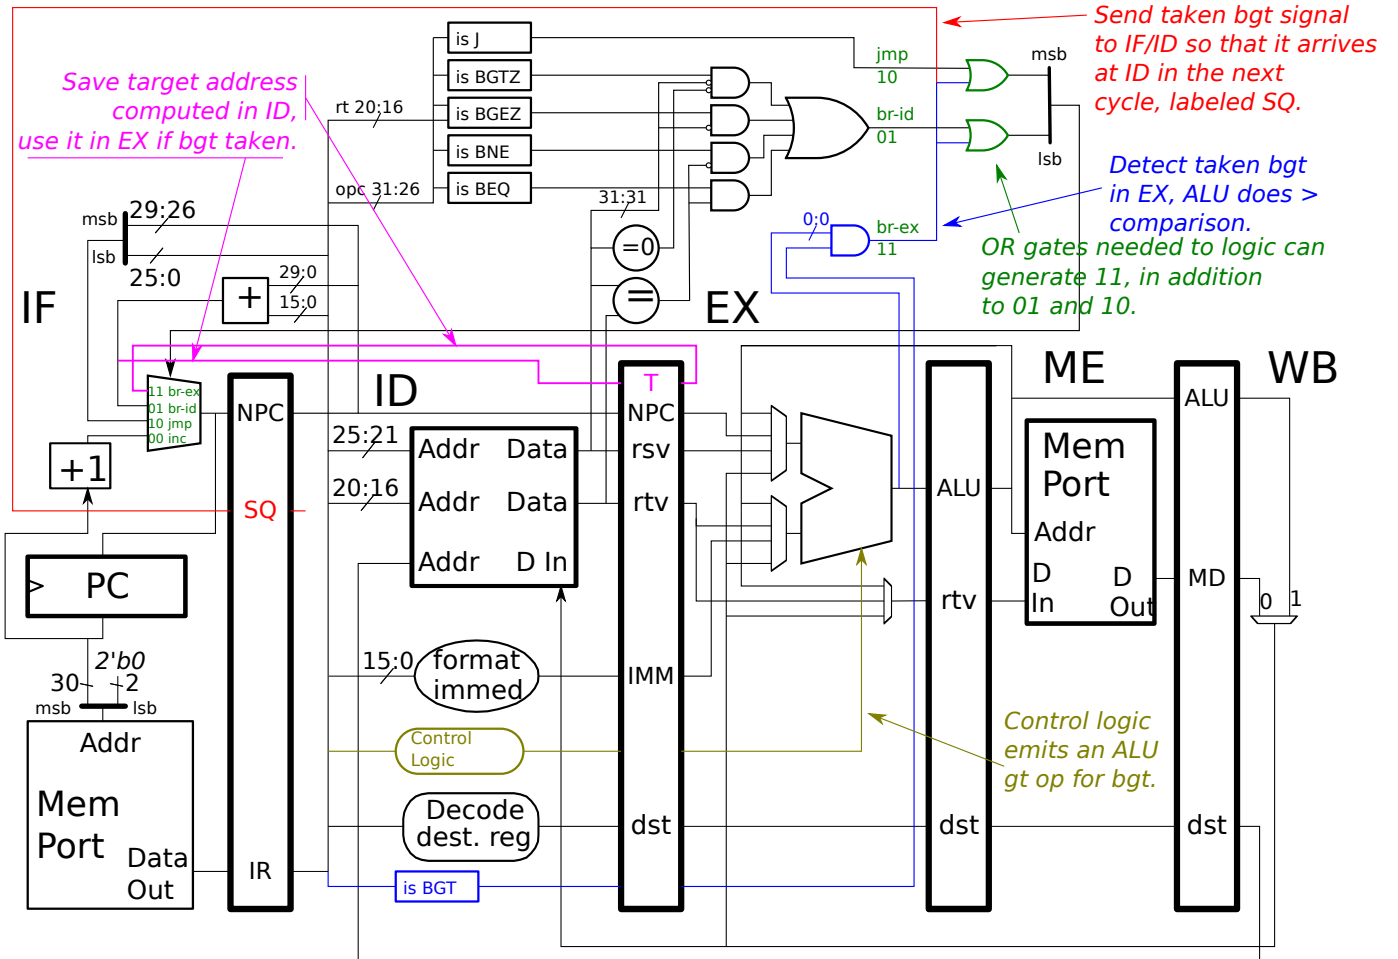 Send taken bgt signal
to IF/ID so that it arrives
at ID in the next
cycle, labeled SQ.
Save target address
computed in ID,
use it in EX if bgt taken.
is J
is BGTZ
is BGEZ
is BNE
is BEQ
rt 20:16
opc 31:26
31:31
=0
=
jmp
10
br-id
01
msb
lsb
Detect taken bgt
in EX, ALU does >
comparison.
0:0
br-ex
11
OR gates needed to logic can
generate 11, in addition
to 01 and 10.
msb
lsb
29:26
25:0
29:0
15:0
+
IF
ID
EX
ME
WB
11 br-ex
01 br-id
10 jmp
00 inc
+1
PC
2'b0
30
2
msb
lsb
Addr
Mem
Port
Data
Out
NPC
SQ
IR
25:21
20:16
Addr
Data
Addr
Data
Addr
D In
15:0
format
immed
Control
Logic
Decode
dest. reg
is BGT
T
NPC
rsv
rtv
IMM
dst
ALU
rtv
dst
Mem
Port
Addr
D
In
D
Out
ALU
MD
dst
0
1
Control logic
emits an ALU
gt op for bgt.